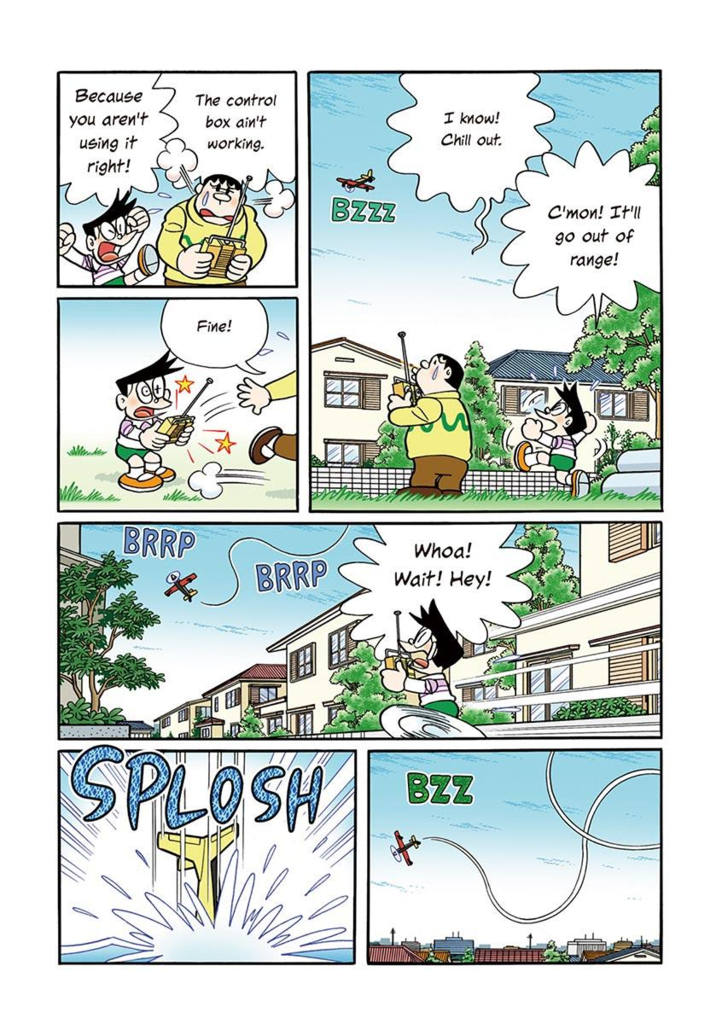 C'mon! It'll
go out of
range!
I know!
Chill out.
BZZZ
The control
box ain't
working.
Because
you aren't
using it
right!
Fine!
Whoa!
Wait! Hey!
BRRP
BRRP
BZZ
SPLOSH